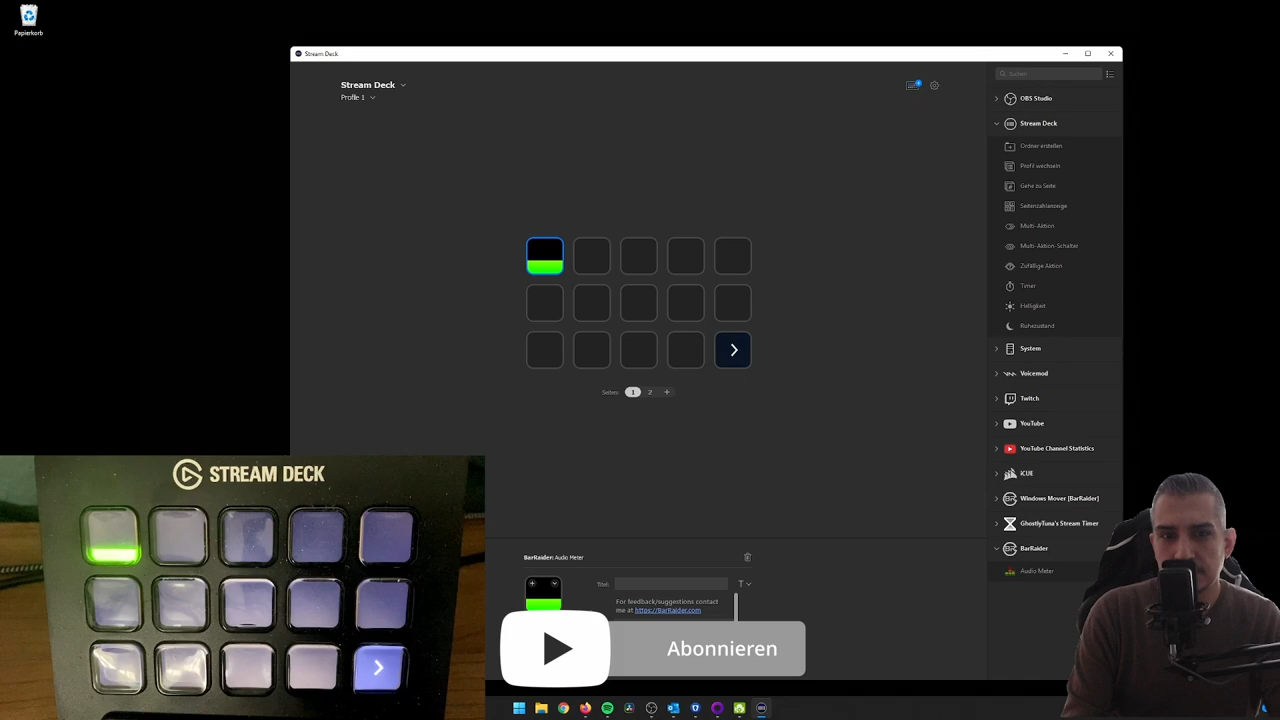 Papierkorb
Stream Deck
Stream Deck
Profile 1
Suchen
OBS Studio
Stream Deck
Ordner erstellen
Profil wechseln
Gehe zu Seite
Seitenzahlanzeige
Multi-Aktion
Multi-Aktion-Schalter
Zufällige Aktion
Timer
Helligkeit
Ruhezustand
System
Voicemod
Twitch
YouTube
YouTube Channel Statistics
iCUE
Windows Mover [BarRaider]
GhostlyTuna's Stream Timer
BarRaider
Audio Meter
Seiten: 1 2 +
STREAM DECK
BarRaider: Audio Meter
Titel:
T
For feedback/suggestions contact
me at https://BarRaider.com
Abonnieren